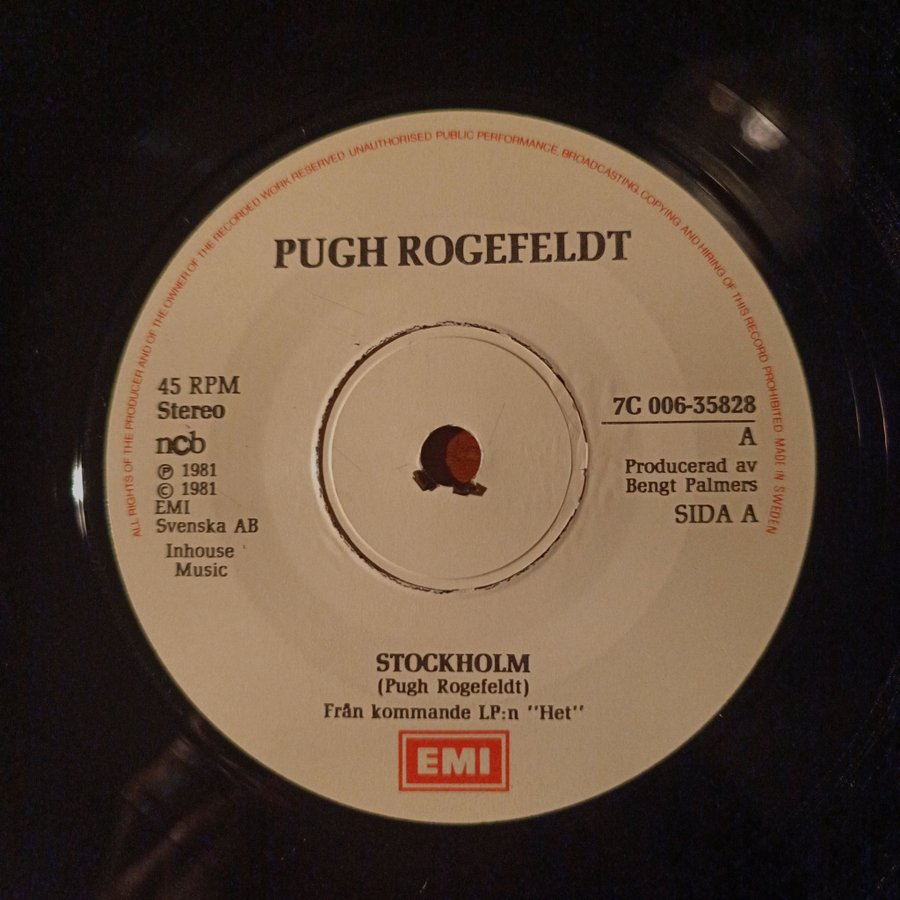 ALL RIGHTS OF THE PRODUCER AND OF THE OWNER OF THE RECORDED WORK RESERVED. UNAUTHORISED PUBLIC PERFORMANCE, BROADCASTING, COPYING AND HIRING OF THIS RECORD PROHIBITED MADE IN SWEDEN
PUGH ROGEFELDT
45 RPM
Stereo
ncb
℗ 1981
© 1981
EMI
Svenska AB
Inhouse
Music
7C 006-35828
A
Producerad av
Bengt Palmers
SIDA A
STOCKHOLM
(Pugh Rogefeldt)
Från kommande LP:n "Het"
EMI